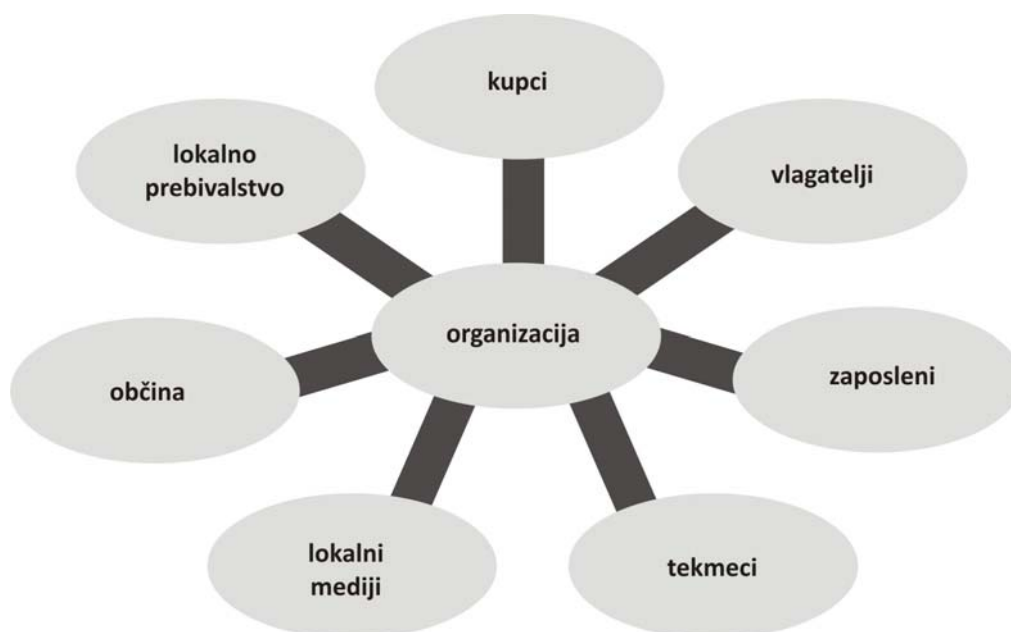 kupci
lokalno
prebivalstvo
vlagatelji
organizacija
občina
zaposleni
lokalni
mediji
tekmeci